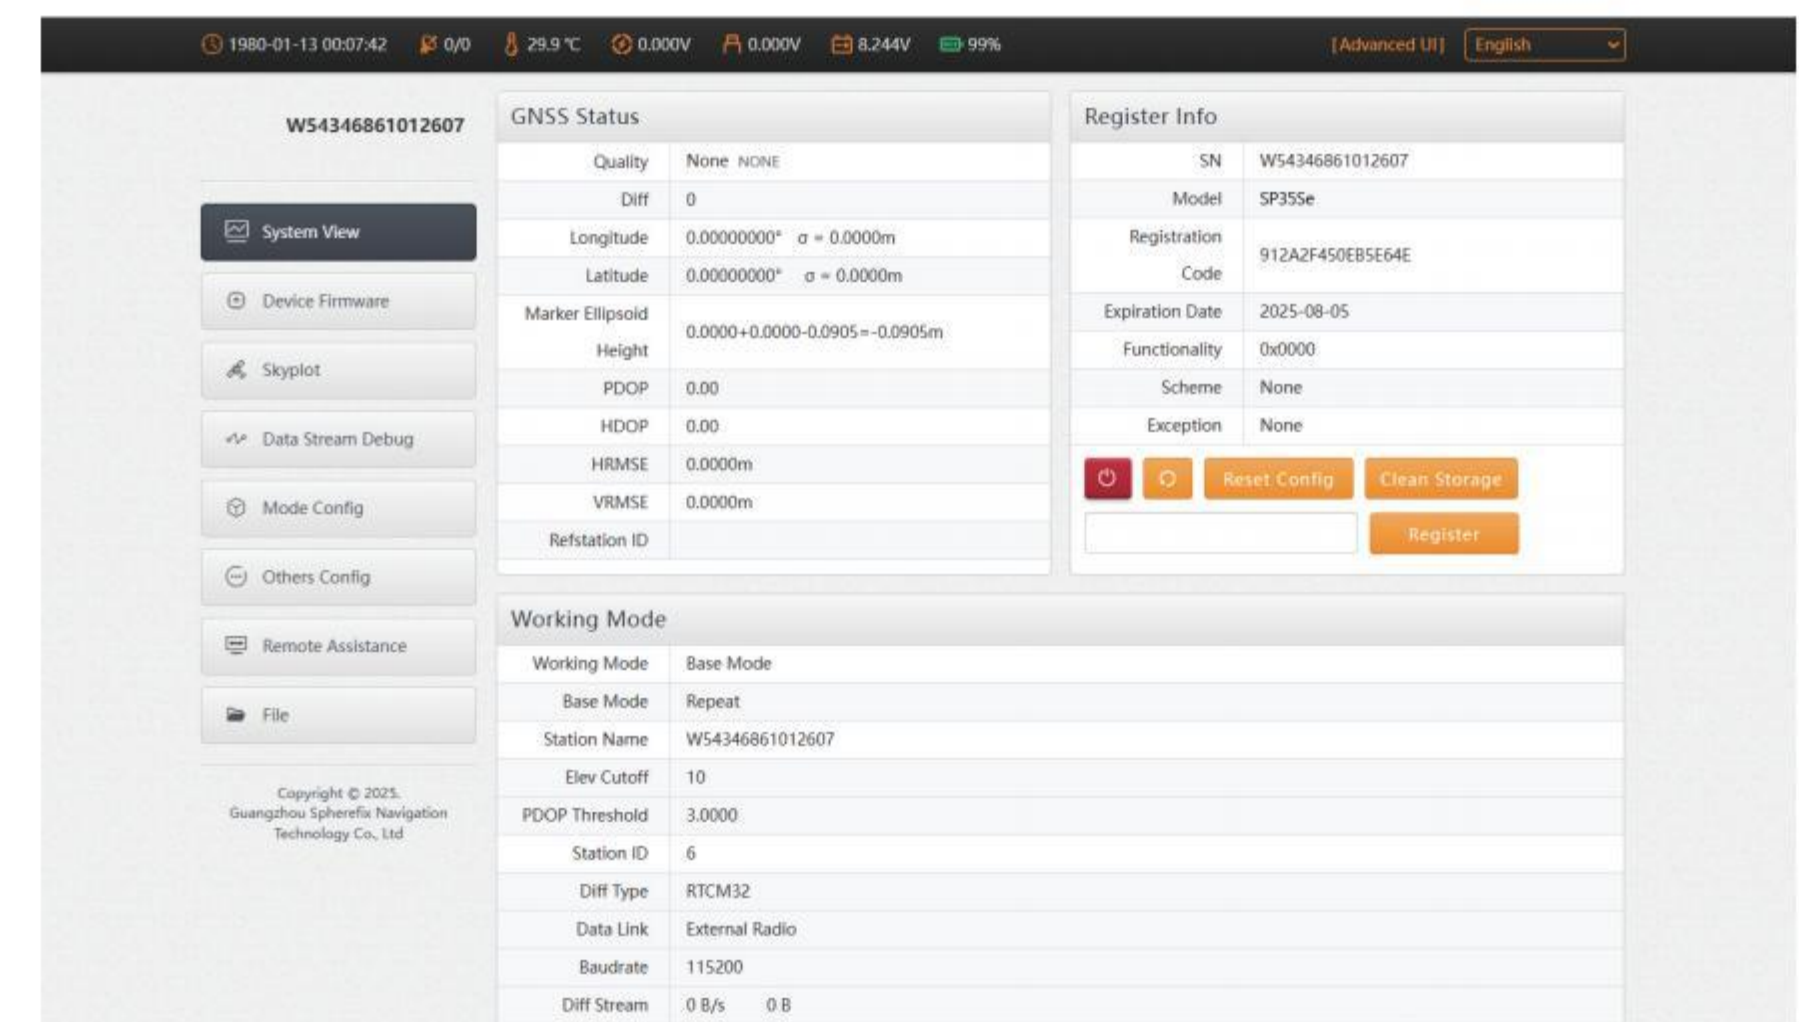 1980-01-13 00:07:42 0/0 29.9 ℃ 0.000V 0.000V 8.244V 99% [Advanced UI] English
W54346861012607
System View
Device Firmware
Skyplot
Data Stream Debug
Mode Config
Others Config
Remote Assistance
File
Copyright © 2025.
Guangzhou Spherefix Navigation
Technology Co., Ltd
GNSS Status
Quality None NONE
Diff 0
Longitude 0.00000000° σ = 0.0000m
Latitude 0.00000000° σ = 0.0000m
Marker Ellipsoid
Height 0.0000+0.0000-0.0905=-0.0905m
PDOP 0.00
HDOP 0.00
HRMSE 0.0000m
VRMSE 0.0000m
Refstation ID
Register Info
SN W54346861012607
Model SP35Se
Registration
Code 912A2F450EB5E64E
Expiration Date 2025-08-05
Functionality 0x0000
Scheme None
Exception None
Reset Config Clean Storage
Register
Working Mode
Working Mode Base Mode
Base Mode Repeat
Station Name W54346861012607
Elev Cutoff 10
PDOP Threshold 3.0000
Station ID 6
Diff Type RTCM32
Data Link External Radio
Baudrate 115200
Diff Stream 0 B/s 0 B